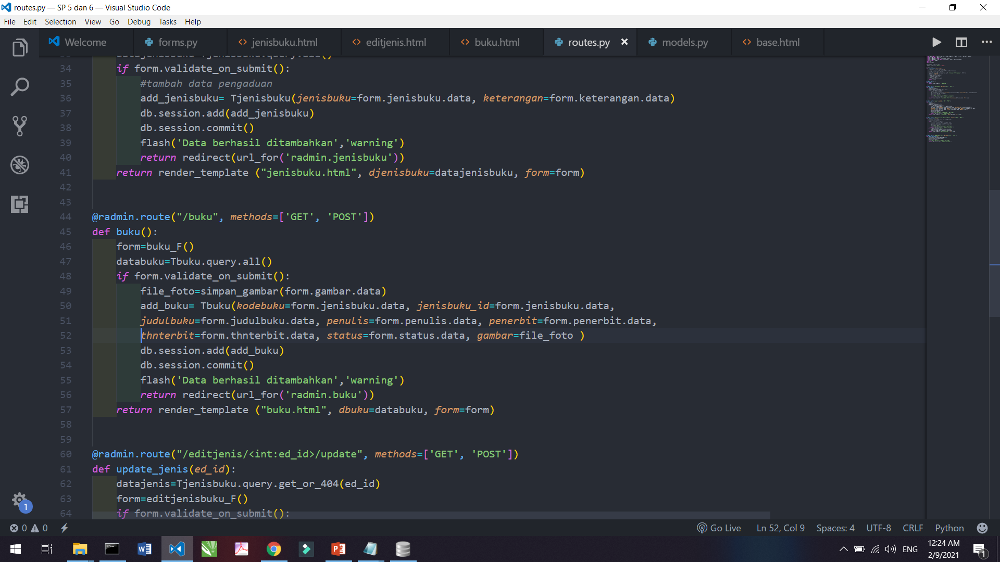 routes.py — SP 5 dan 6 — Visual Studio Code
File Edit Selection View Go Debug Tasks Help
Welcome forms.py jenisbuku.html editjenis.html buku.html routes.py models.py base.html
34 if form.validate_on_submit():
35 #tambah data pengaduan
36 add_jenisbuku= Tjenisbuku(jenisbuku=form.jenisbuku.data, keterangan=form.keterangan.data)
37 db.session.add(add_jenisbuku)
38 db.session.commit()
39 flash('Data berhasil ditambahkan','warning')
40 return redirect(url_for('radmin.jenisbuku'))
41 return render_template ("jenisbuku.html", djenisbuku=datajenisbuku, form=form)
42
43
44 @radmin.route("/buku", methods=['GET', 'POST'])
45 def buku():
46 form=buku_F()
47 databuku=Tbuku.query.all()
48 if form.validate_on_submit():
49 file_foto=simpan_gambar(form.gambar.data)
50 add_buku= Tbuku(kodebuku=form.jenisbuku.data, jenisbuku_id=form.jenisbuku.data,
51 judulbuku=form.judulbuku.data, penulis=form.penulis.data, penerbit=form.penerbit.data,
52 thnterbit=form.thnterbit.data, status=form.status.data, gambar=file_foto )
53 db.session.add(add_buku)
54 db.session.commit()
55 flash('Data berhasil ditambahkan','warning')
56 return redirect(url_for('radmin.buku'))
57 return render_template ("buku.html", dbuku=databuku, form=form)
58
59
60 @radmin.route("/editjenis/<int:ed_id>/update", methods=['GET', 'POST'])
61 def update_jenis(ed_id):
62 datajenis=Tjenisbuku.query.get_or_404(ed_id)
63 form=editjenisbuku_F()
64 if form.validate_on_submit():
1
0 0 Go Live Ln 52, Col 9 Spaces: 4 UTF-8 CRLF Python
ENG 12:24 AM
2/9/2021 1